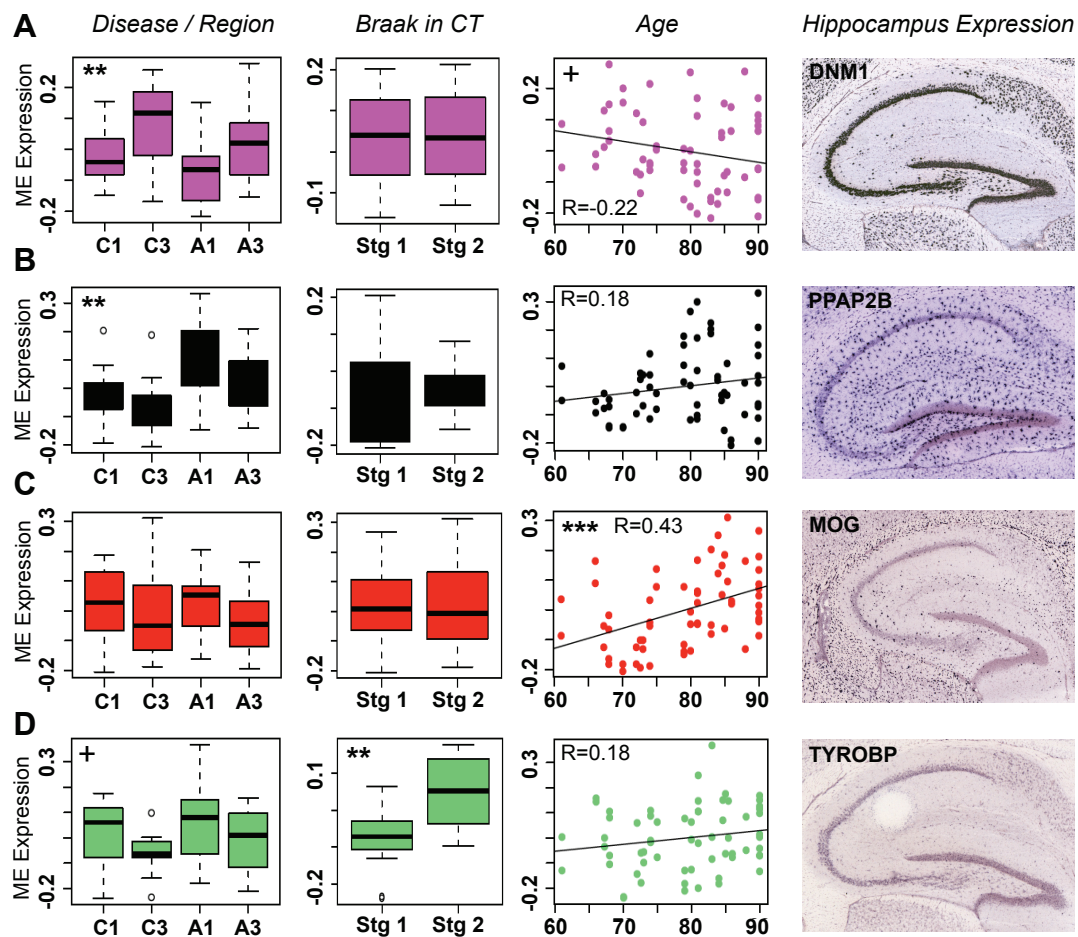 A Disease / Region Braak in CT Age Hippocampus Expression
ME Expression
0.2
-0.2
**
C1 C3 A1 A3
0.2
-0.1
Stg 1 Stg 2
0.2
-0.2
+
R=-0.22
60 70 80 90
DNM1
B
ME Expression
0.3
-0.2
**
C1 C3 A1 A3
0.2
-0.2
Stg 1 Stg 2
0.3
-0.2
R=0.18
60 70 80 90
PPAP2B
C
ME Expression
0.3
-0.2
C1 C3 A1 A3
0.3
-0.2
Stg 1 Stg 2
0.3
-0.2
*** R=0.43
60 70 80 90
MOG
D
ME Expression
0.3
-0.2
+
C1 C3 A1 A3
0.1
-0.2
**
Stg 1 Stg 2
0.3
-0.2
R=0.18
60 70 80 90
TYROBP